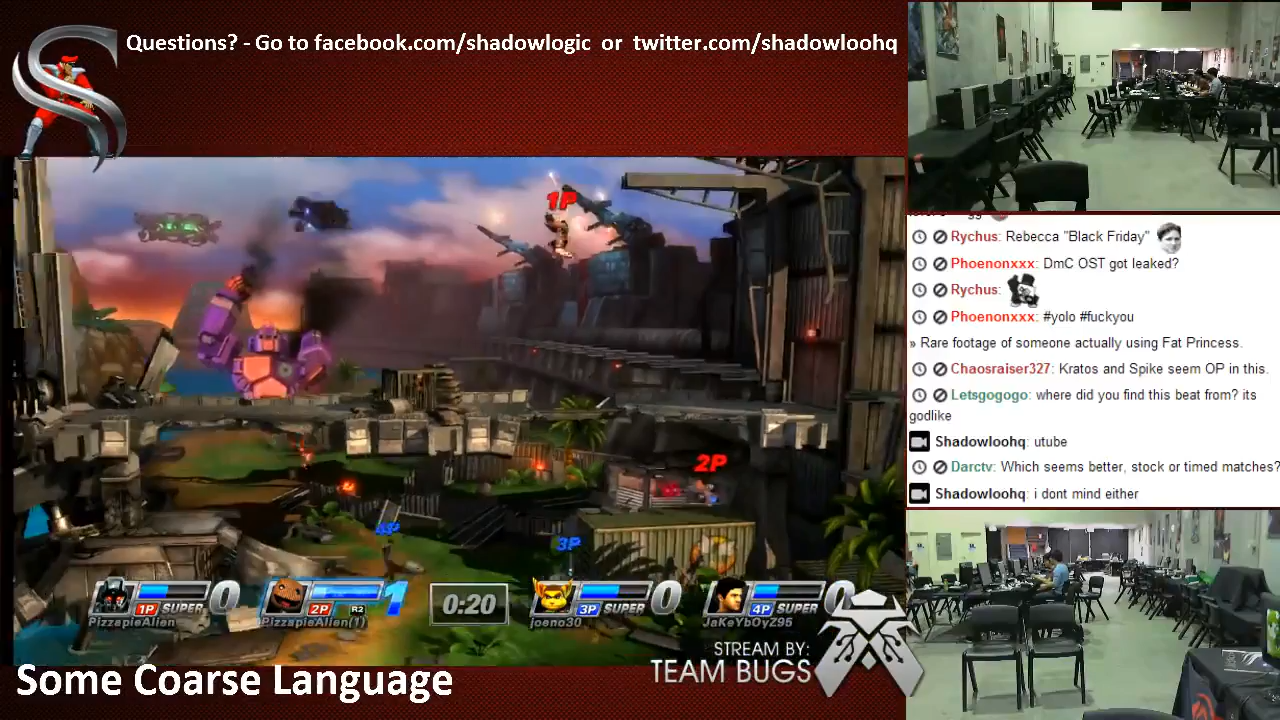 Questions? - Go to facebook.com/shadowlogic or twitter.com/shadowloohq
1P
2P
3P
Rychus: Rebecca "Black Friday"
Phoenonxxx: DmC OST got leaked?
Rychus:
Phoenonxxx: #yolo #fuckyou
» Rare footage of someone actually using Fat Princess.
Chaosraiser327: Kratos and Spike seem OP in this.
Letsgogogo: where did you find this beat from? its
godlike
Shadowloohq: utube
Darctv: Which seems better, stock or timed matches?
Shadowloohq: i dont mind either
1P SUPER 0
PizzapieAlien
2P R2 1
PizzapieAlien(1)
0:20
3P SUPER 0
joeno30
4P SUPER 0
JaKeYbOyZ95
STREAM BY:
TEAM BUGS
Some Coarse Language